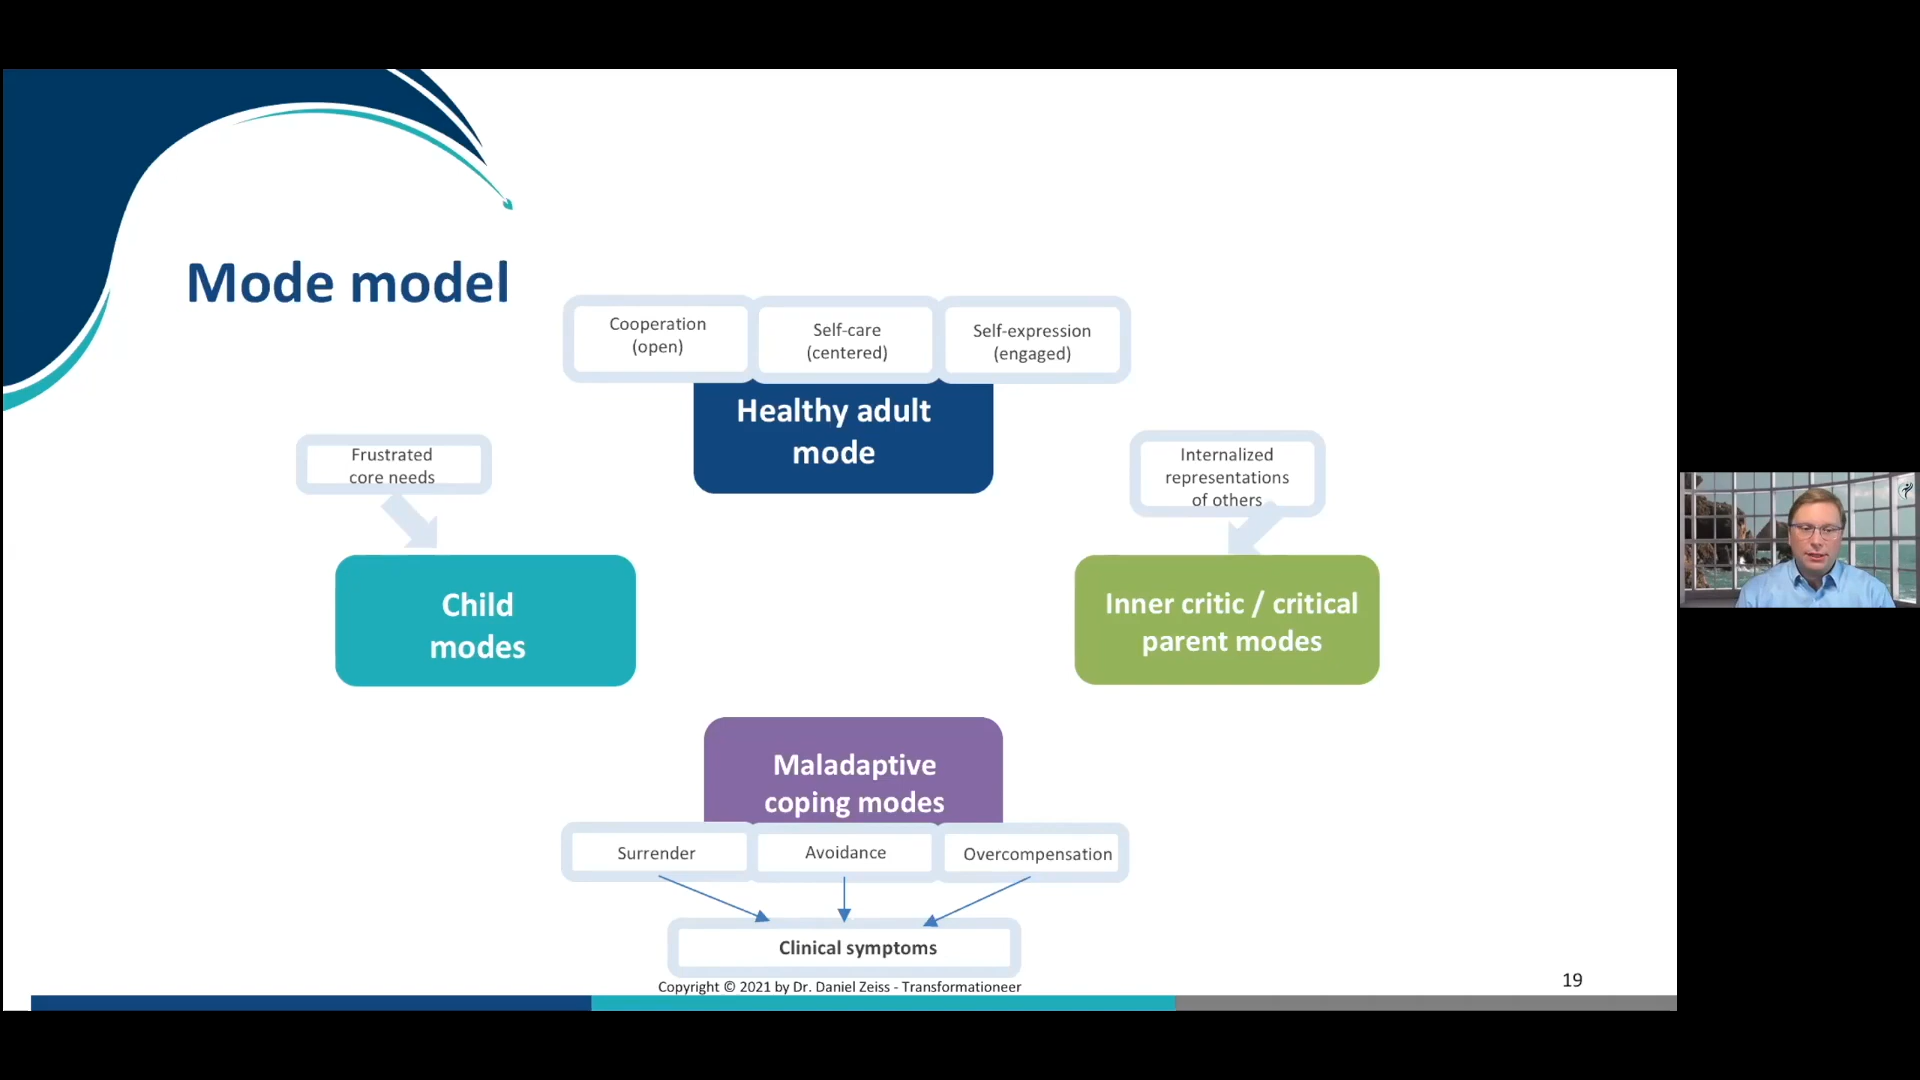 Mode model
Cooperation
(open)
Self-care
(centered)
Self-expression
(engaged)
Healthy adult
mode
Frustrated
core needs
Internalized
representations
of others
Child
modes
Inner critic / critical
parent modes
Maladaptive
coping modes
Surrender
Avoidance
Overcompensation
Clinical symptoms
Copyright © 2021 by Dr. Daniel Zeiss - Transformationeer
19